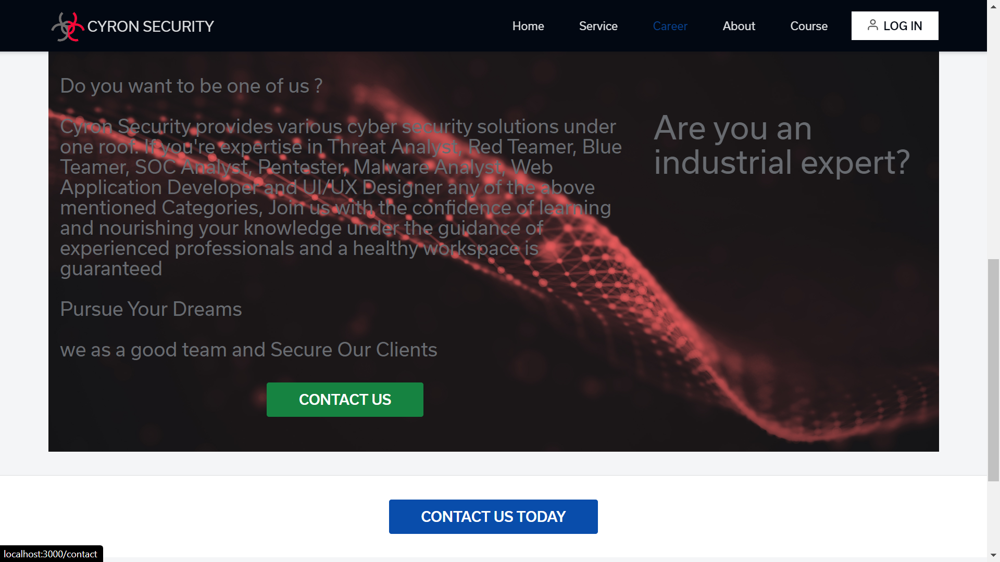 CYRON SECURITY
Home
Service
Career
About
Course
LOG IN
Do you want to be one of us ?
Cyron Security provides various cyber security solutions under
one roof. If you're expertise in Threat Analyst, Red Teamer, Blue
Teamer, SOC Analyst, Pentester, Malware Analyst, Web
Application Developer and UI/UX Designer any of the above
mentioned Categories, Join us with the confidence of learning
and nourishing your knowledge under the guidance of
experienced professionals and a healthy workspace is
guaranteed
Pursue Your Dreams
we as a good team and Secure Our Clients
CONTACT US
Are you an
industrial expert?
CONTACT US TODAY
localhost:3000/contact